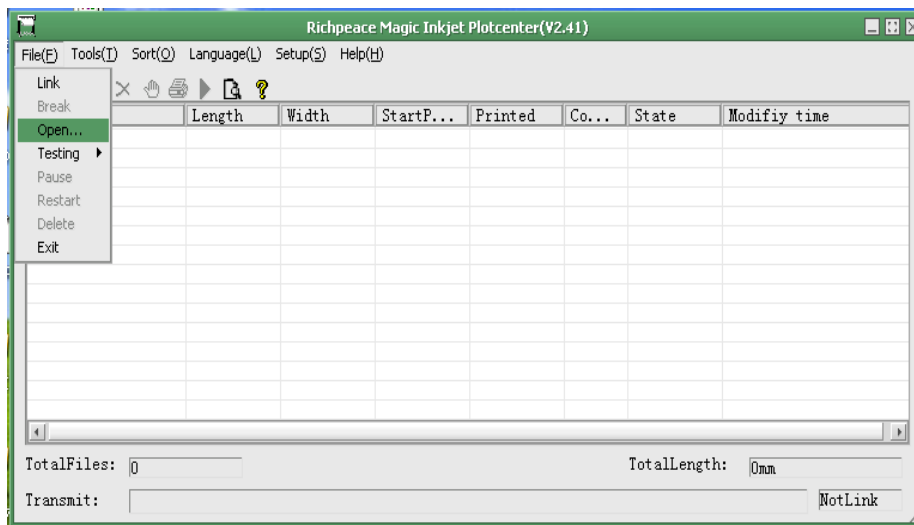 Richpeace Magic Inkjet Plotcenter(V2.41)
File(F) Tools(T) Sort(O) Language(L) Setup(S) Help(H)
Link
Break
Open...
Testing
Pause
Restart
Delete
Exit
Length Width StartP... Printed Co... State Modifiy time
TotalFiles: 0 TotalLength: 0mm
Transmit: NotLink